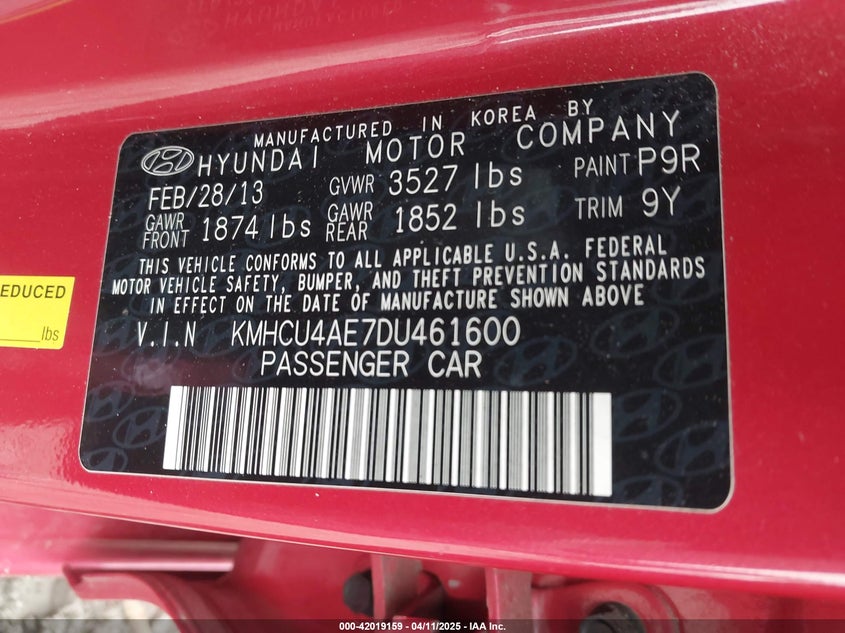 MANUFACTURED IN KOREA BY
HYUNDAI MOTOR COMPANY
FEB/28/13 GVWR 3527 lbs PAINT P9R
GAWR FRONT 1874 lbs GAWR REAR 1852 lbs TRIM 9Y
THIS VEHICLE CONFORMS TO ALL APPLICABLE U.S.A. FEDERAL
MOTOR VEHICLE SAFETY, BUMPER, AND THEFT PREVENTION STANDARDS
IN EFFECT ON THE DATE OF MANUFACTURE SHOWN ABOVE
V.I.N KMHCU4AE7DU461600
PASSENGER CAR
EDUCED
lbs
000-42019159 - 04/11/2025 - IAA Inc.